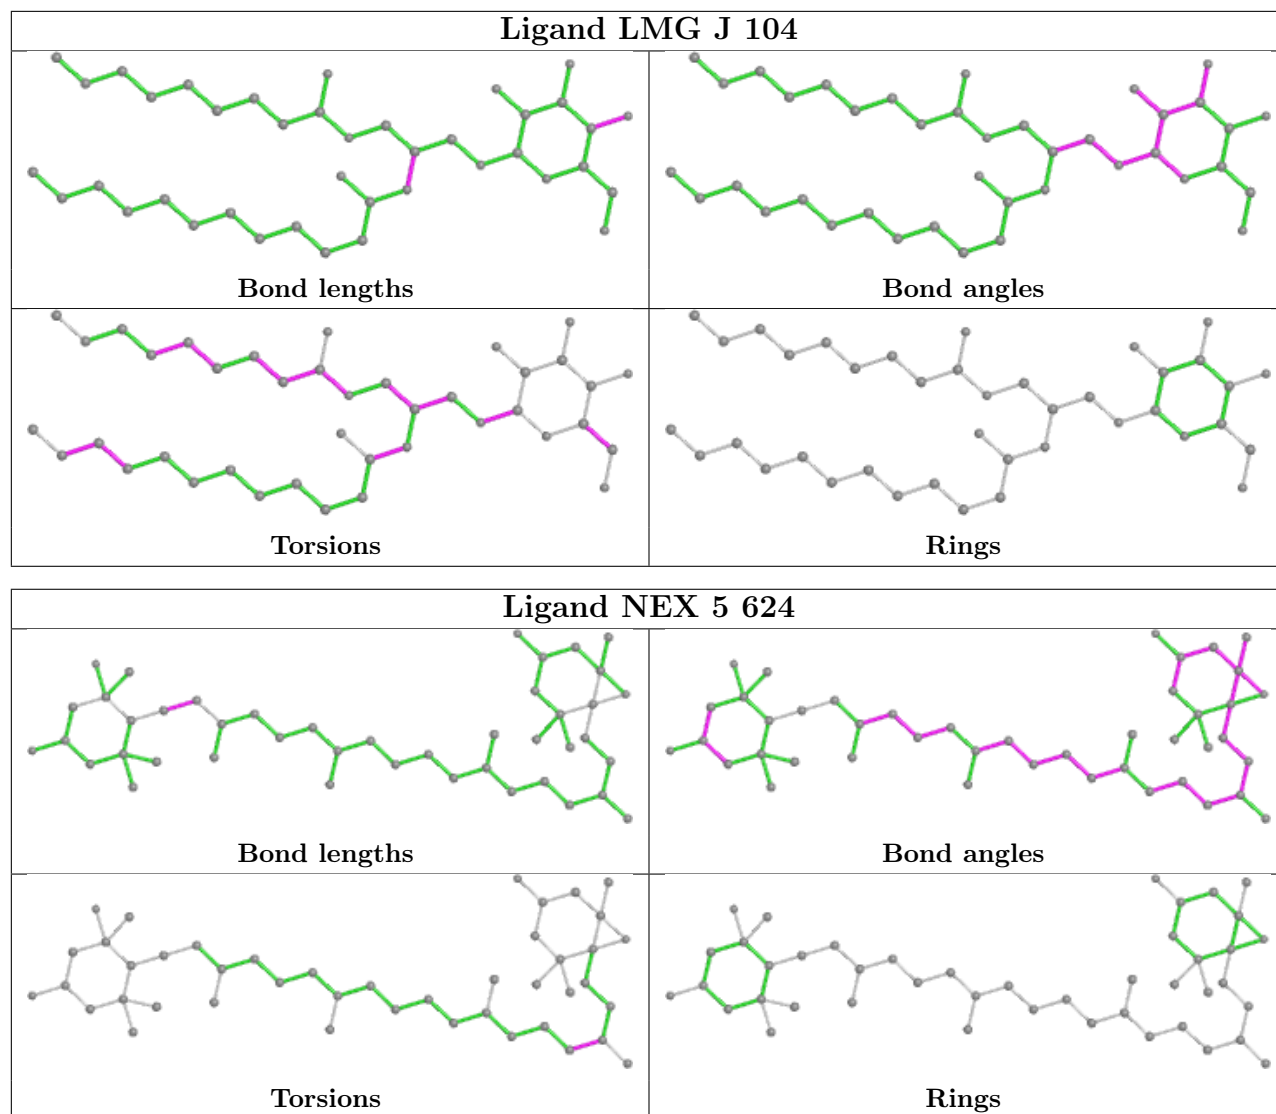 Ligand LMG J 104
Bond lengths
Bond angles
Torsions
Rings
Ligand NEX 5 624
Bond lengths
Bond angles
Torsions
Rings